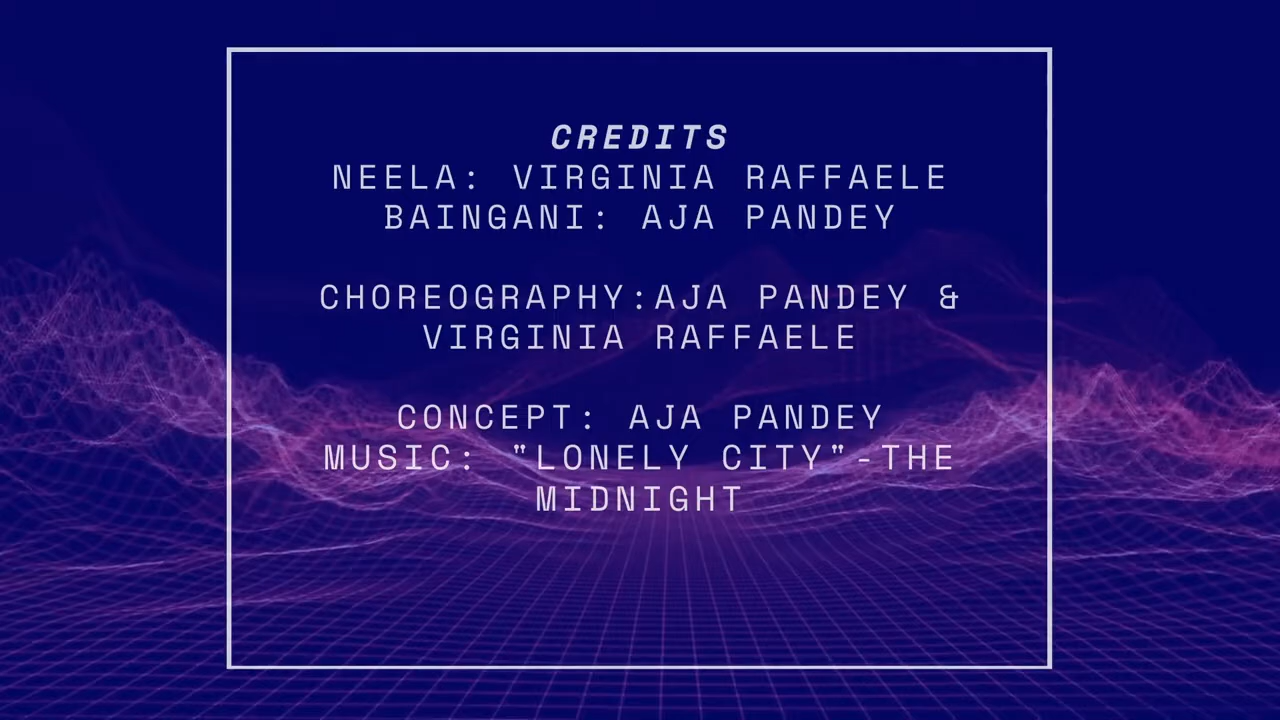 CREDITS
NEELA: VIRGINIA RAFFAELE
BAINGANI: AJA PANDEY
CHOREOGRAPHY:AJA PANDEY &
VIRGINIA RAFFAELE
CONCEPT: AJA PANDEY
MUSIC: "LONELY CITY"-THE
MIDNIGHT